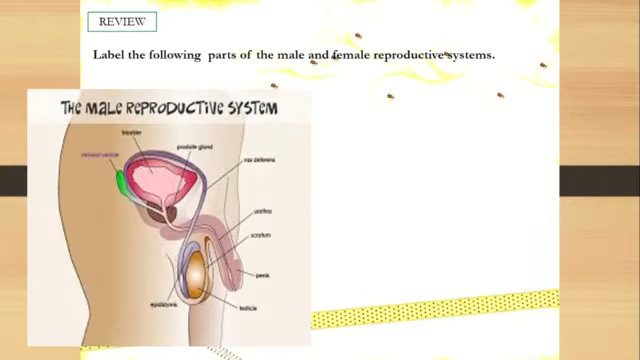 REVIEW
Label the following parts of the male and female reproductive systems.
THE MALE REPRODUCTIVE SYSTEM
bladder
prostate gland
seminal vesicle
vas deferens
urethra
scrotum
penis
epididymis
testicle